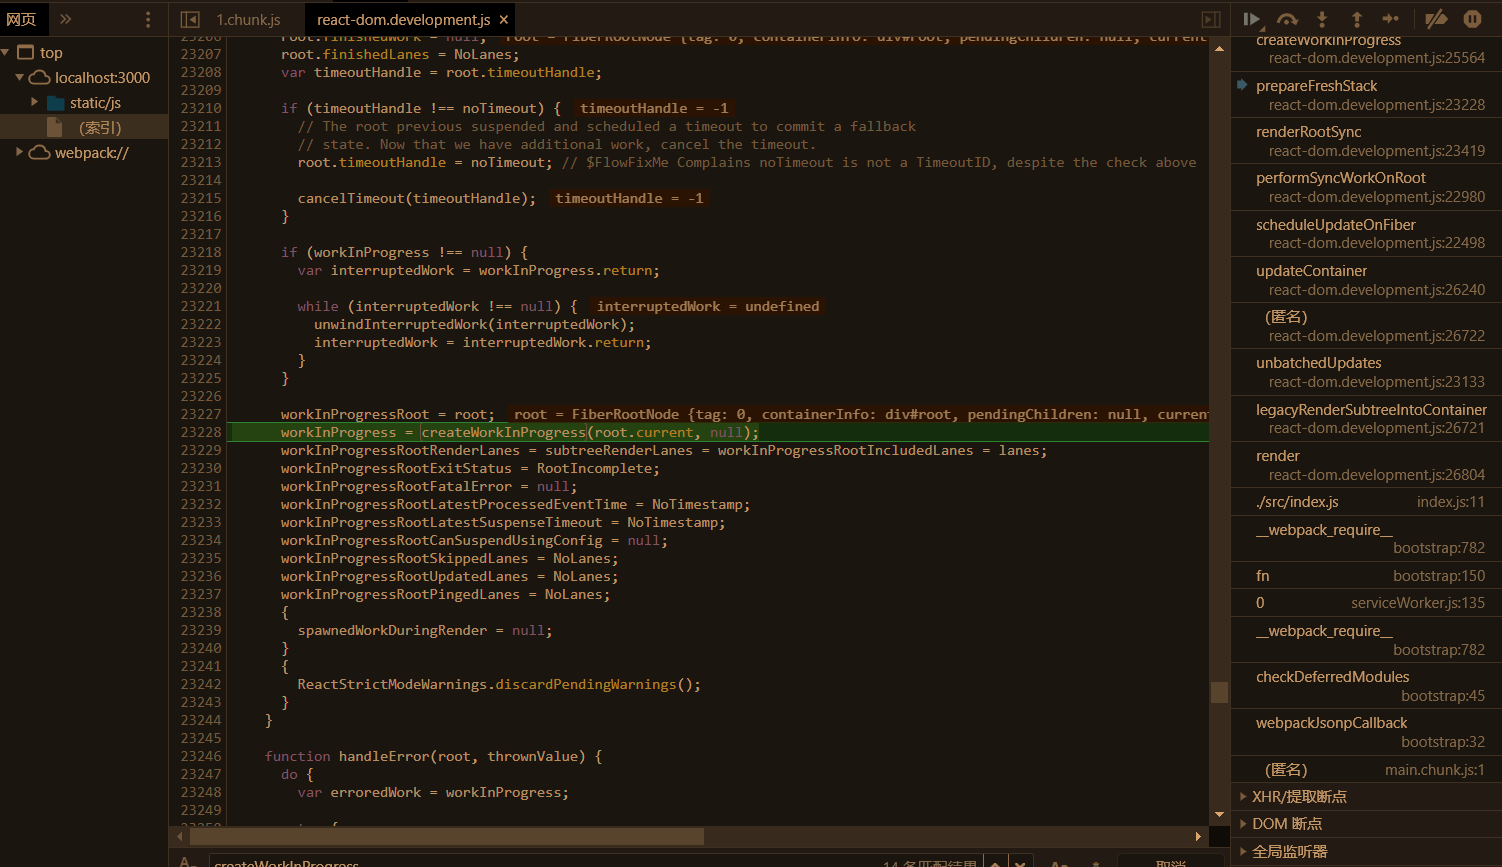 网页
1.chunk.js
react-dom.development.js ×
top
localhost:3000
static/js
(索引)
webpack://
23206 root.finishedWork = null; root = FiberRootNode {tag: 0, containerInfo: div#root, pendingChildren: null, current
23207 root.finishedLanes = NoLanes;
23208 var timeoutHandle = root.timeoutHandle;
23209
23210 if (timeoutHandle !== noTimeout) { timeoutHandle = -1
23211 // The root previous suspended and scheduled a timeout to commit a fallback
23212 // state. Now that we have additional work, cancel the timeout.
23213 root.timeoutHandle = noTimeout; // $FlowFixMe Complains noTimeout is not a TimeoutID, despite the check above
23214
23215 cancelTimeout(timeoutHandle); timeoutHandle = -1
23216 }
23217
23218 if (workInProgress !== null) {
23219 var interruptedWork = workInProgress.return;
23220
23221 while (interruptedWork !== null) { interruptedWork = undefined
23222 unwindInterruptedWork(interruptedWork);
23223 interruptedWork = interruptedWork.return;
23224 }
23225 }
23226
23227 workInProgressRoot = root; root = FiberRootNode {tag: 0, containerInfo: div#root, pendingChildren: null, current
23228 workInProgress = createWorkInProgress(root.current, null);
23229 workInProgressRootRenderLanes = subtreeRenderLanes = workInProgressRootIncludedLanes = lanes;
23230 workInProgressRootExitStatus = RootIncomplete;
23231 workInProgressRootFatalError = null;
23232 workInProgressRootLatestProcessedEventTime = NoTimestamp;
23233 workInProgressRootLatestSuspenseTimeout = NoTimestamp;
23234 workInProgressRootCanSuspendUsingConfig = null;
23235 workInProgressRootSkippedLanes = NoLanes;
23236 workInProgressRootUpdatedLanes = NoLanes;
23237 workInProgressRootPingedLanes = NoLanes;
23238 {
23239 spawnedWorkDuringRender = null;
23240 }
23241 {
23242 ReactStrictModeWarnings.discardPendingWarnings();
23243 }
23244 }
23245
23246 function handleError(root, thrownValue) {
23247 do {
23248 var erroredWork = workInProgress;
23249
createWorkInProgress
14 个匹配结果
Aa
取消
createWorkInProgress
react-dom.development.js:25564
prepareFreshStack
react-dom.development.js:23228
renderRootSync
react-dom.development.js:23419
performSyncWorkOnRoot
react-dom.development.js:22980
scheduleUpdateOnFiber
react-dom.development.js:22498
updateContainer
react-dom.development.js:26240
(匿名)
react-dom.development.js:26722
unbatchedUpdates
react-dom.development.js:23133
legacyRenderSubtreeIntoContainer
react-dom.development.js:26721
render
react-dom.development.js:26804
./src/index.js index.js:11
__webpack_require__
bootstrap:782
fn bootstrap:150
0 serviceWorker.js:135
__webpack_require__
bootstrap:782
checkDeferredModules
bootstrap:45
webpackJsonpCallback
bootstrap:32
(匿名) main.chunk.js:1
XHR/提取断点
DOM 断点
全局监听器